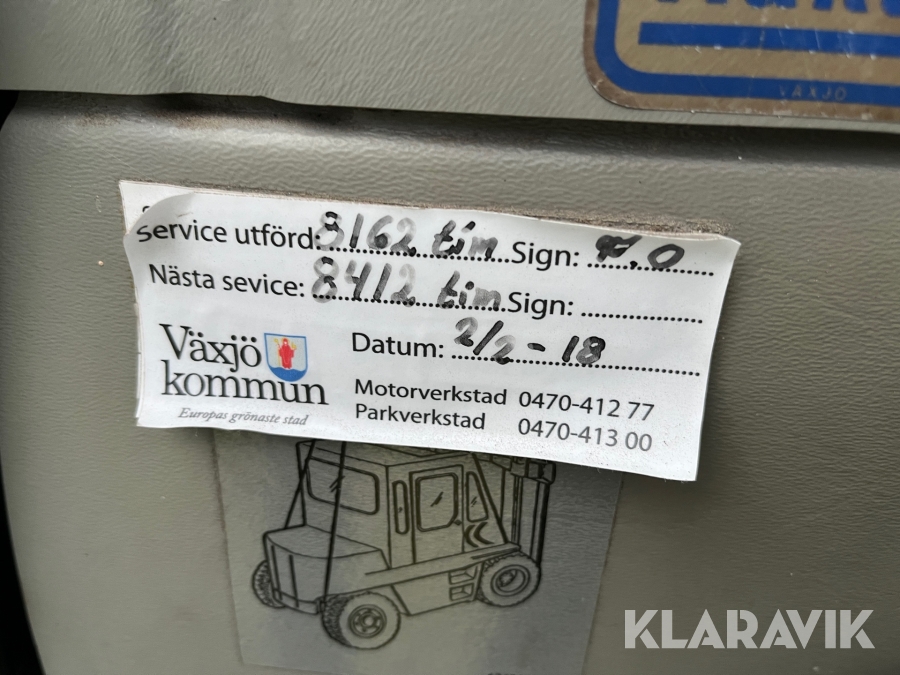 VÄXJÖ
Service utförd: 8162 tim Sign:
Nästa sevice: 8412 tim Sign:
Datum: 2/2 - 18
Växjö
kommun
Europas grönaste stad
Motorverkstad 0470-412 77
Parkverkstad 0470-413 00
KLARAVIK